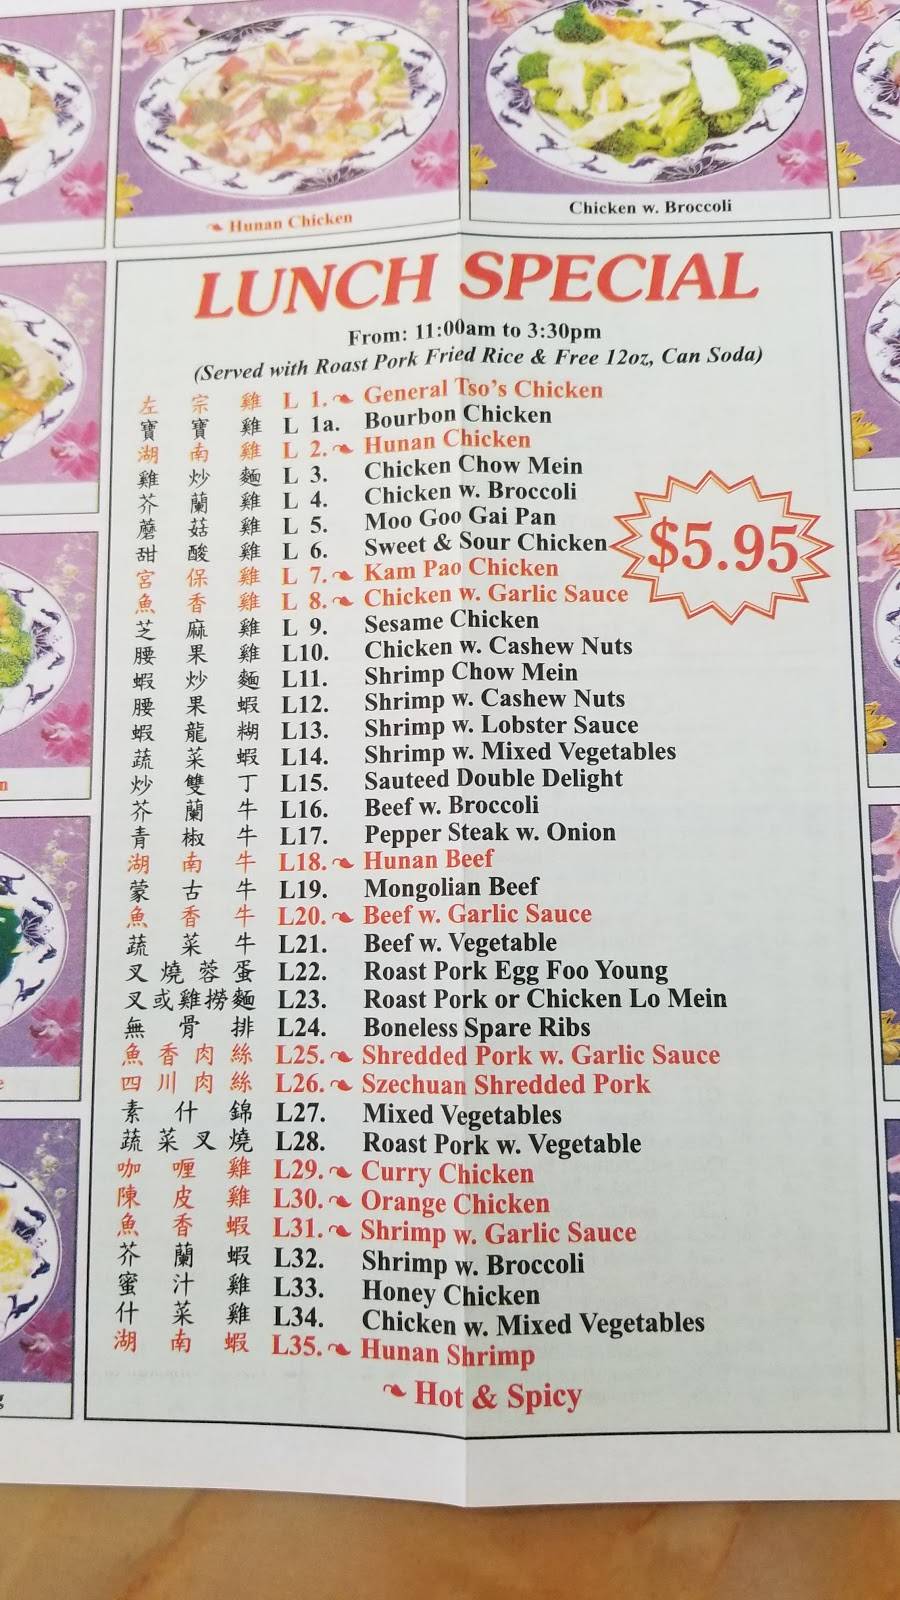 Hunan Chicken
Chicken w. Broccoli
LUNCH SPECIAL
From: 11:00am to 3:30pm
(Served with Roast Pork Fried Rice & Free 12oz, Can Soda)
左宗雞 L 1. General Tso's Chicken
寶寶雞 L 1a. Bourbon Chicken
湖南雞 L 2. Hunan Chicken
雞炒麵 L 3. Chicken Chow Mein
芥蘭雞 L 4. Chicken w. Broccoli
蘑菇雞 L 5. Moo Goo Gai Pan
甜酸雞 L 6. Sweet & Sour Chicken
$5.95
宮保雞 L 7. Kam Pao Chicken
魚香雞 L 8. Chicken w. Garlic Sauce
芝麻雞 L 9. Sesame Chicken
腰果雞 L10. Chicken w. Cashew Nuts
蝦炒麵 L11. Shrimp Chow Mein
腰果蝦 L12. Shrimp w. Cashew Nuts
蝦龍糊 L13. Shrimp w. Lobster Sauce
蔬菜蝦 L14. Shrimp w. Mixed Vegetables
炒雙丁 L15. Sauteed Double Delight
芥蘭牛 L16. Beef w. Broccoli
青椒牛 L17. Pepper Steak w. Onion
湖南牛 L18. Hunan Beef
蒙古牛 L19. Mongolian Beef
魚香牛 L20. Beef w. Garlic Sauce
蔬菜牛 L21. Beef w. Vegetable
叉燒蓉蛋 L22. Roast Pork Egg Foo Young
叉或雞撈麵 L23. Roast Pork or Chicken Lo Mein
無骨排 L24. Boneless Spare Ribs
魚香肉絲 L25. Shredded Pork w. Garlic Sauce
四川肉絲 L26. Szechuan Shredded Pork
素什錦 L27. Mixed Vegetables
蔬菜叉燒 L28. Roast Pork w. Vegetable
咖喱雞 L29. Curry Chicken
陳皮雞 L30. Orange Chicken
魚香蝦 L31. Shrimp w. Garlic Sauce
芥蘭蝦 L32. Shrimp w. Broccoli
蜜汁雞 L33. Honey Chicken
什菜雞 L34. Chicken w. Mixed Vegetables
湖南蝦 L35. Hunan Shrimp
Hot & Spicy